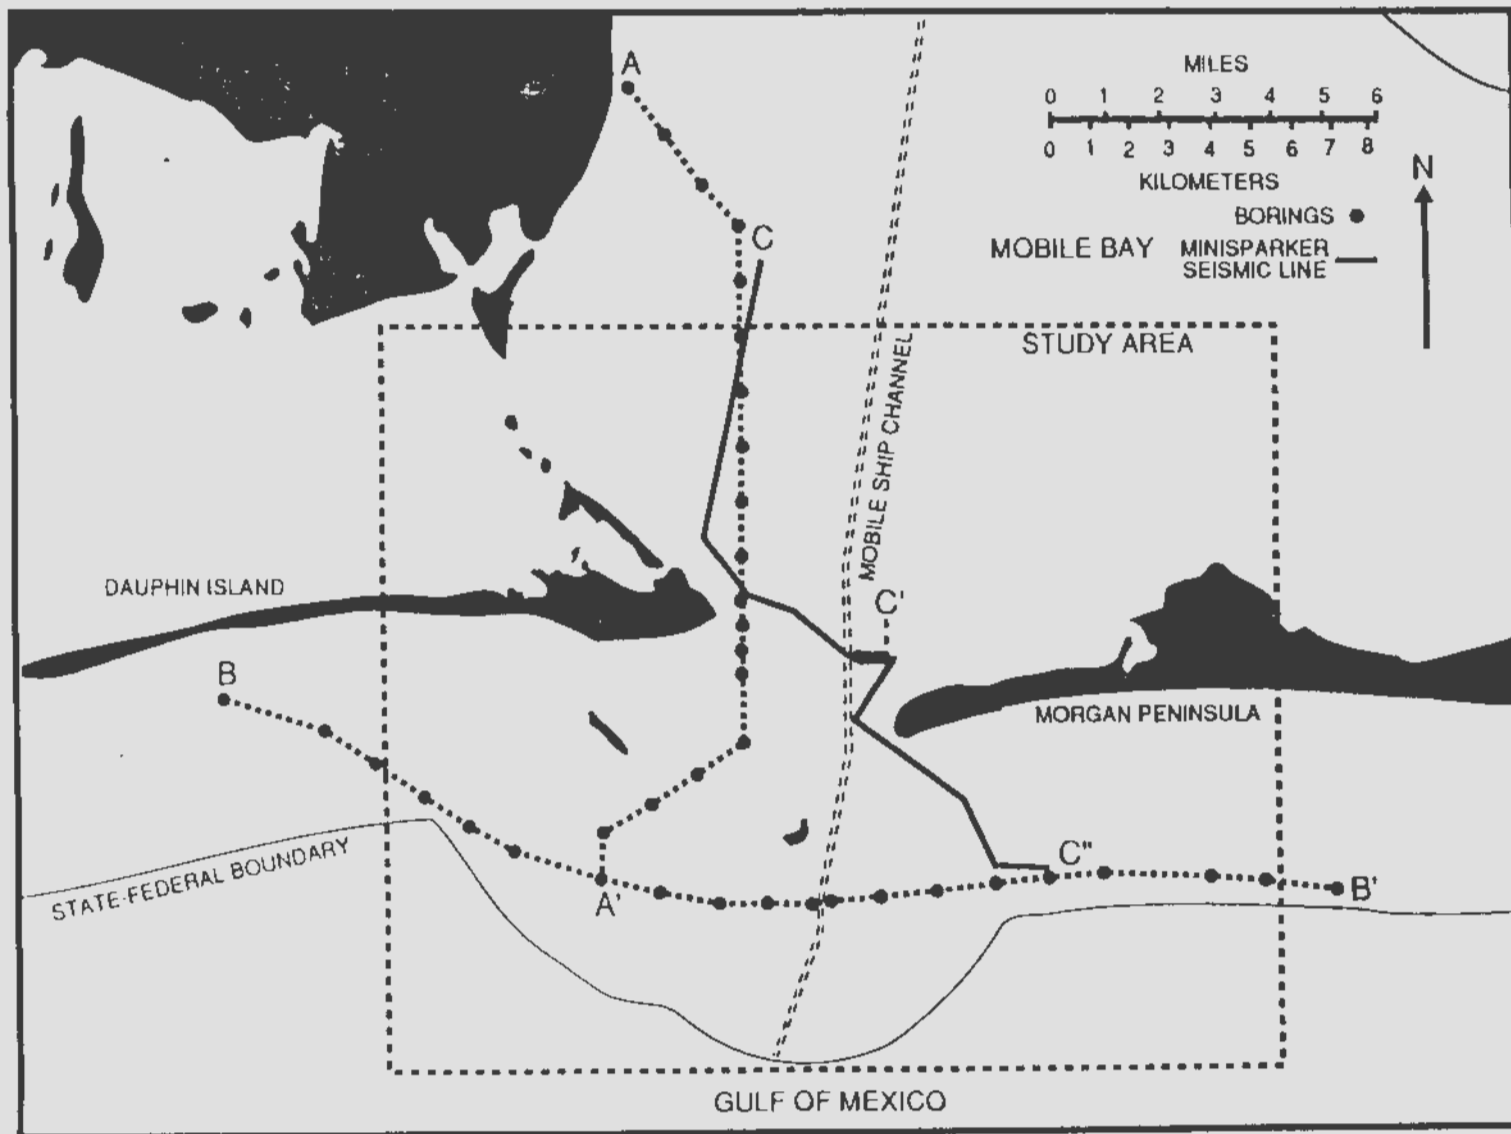 A
MILES
0 1 2 3 4 5 6
0 1 2 3 4 5 6 7 8
KILOMETERS
N
BORINGS
C
MOBILE BAY
MINISPARKER
SEISMIC LINE
STUDY AREA
MOBILE SHIP CHANNEL
DAUPHIN ISLAND
C'
B
MORGAN PENINSULA
STATE-FEDERAL BOUNDARY
C"
A'
B'
GULF OF MEXICO